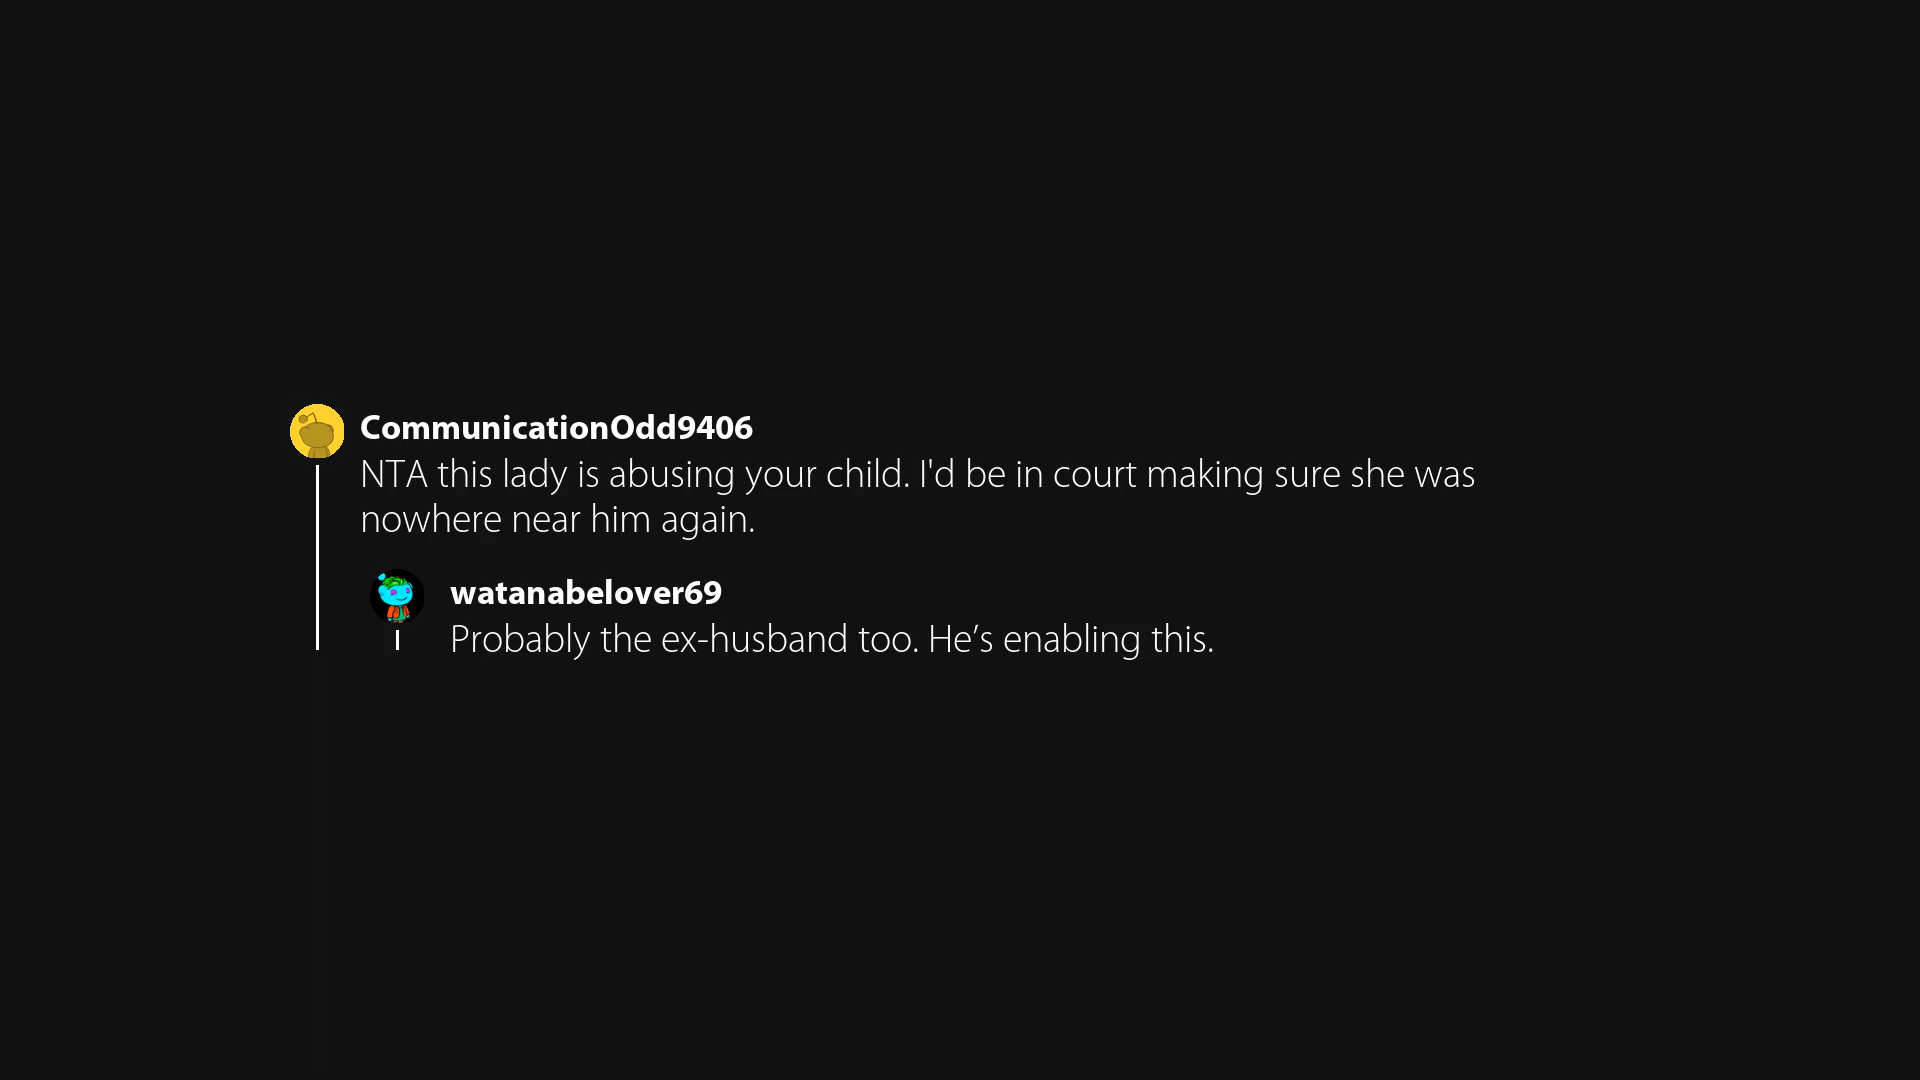 CommunicationOdd9406
NTA this lady is abusing your child. I'd be in court making sure she was
nowhere near him again.
watanabelover69
Probably the ex-husband too. He’s enabling this.